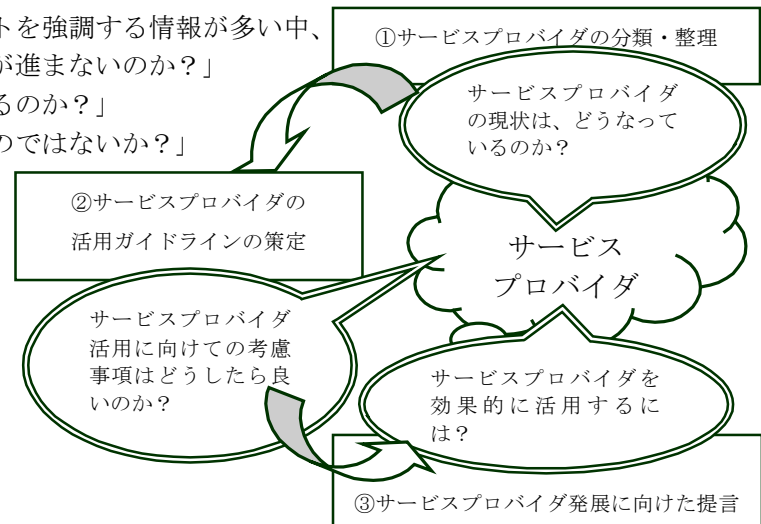 トを強調する情報が多い中、
が進まないのか？」
るのか？」
のではないか？」
①サービスプロバイダの分類・整理
サービスプロバイダ
の現状は、どうなって
いるのか？
②サービスプロバイダの
活用ガイドラインの策定
サービス
プロバイダ
サービスプロバイダ
活用に向けての考慮
事項はどうしたら良
いのか？
サービスプロバイダを
効果的に活用するに
は？
③サービスプロバイダ発展に向けた提言